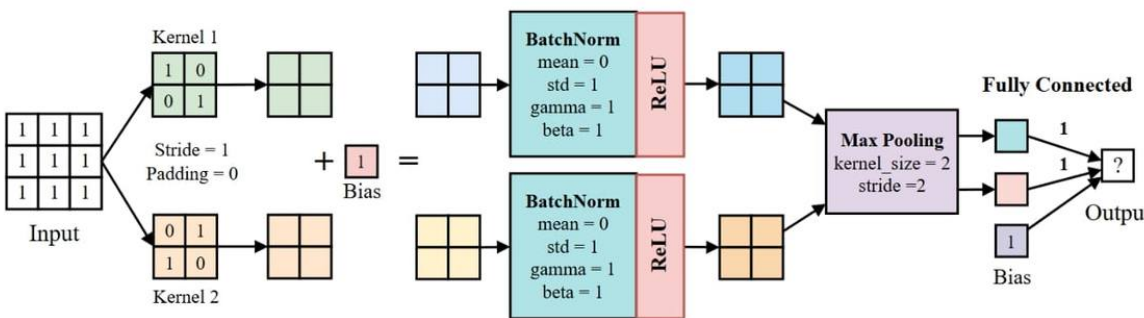 Kernel 1
1 0
0 1
1 1 1
1 1 1
1 1 1
Input
Stride = 1
Padding = 0
0 1
1 0
Kernel 2
+
1
=
Bias
BatchNorm
mean = 0
std = 1
gamma = 1
beta = 1
ReLU
BatchNorm
mean = 0
std = 1
gamma = 1
beta = 1
ReLU
Max Pooling
kernel_size = 2
stride =2
Fully Connected
1
1
?
Outpu
1
Bias